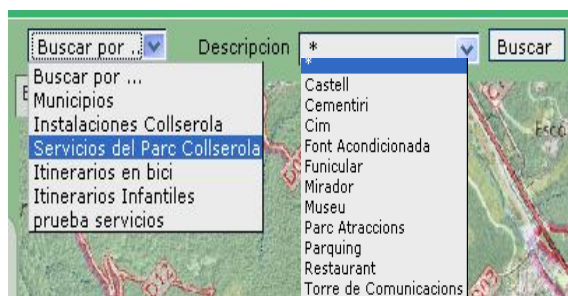 Buscar por ..
Descripcion
*
Buscar
Buscar por ...
Municipios
Instalaciones Collserola
Servicios del Parc Collserola
Itinerarios en bici
Itinerarios Infantiles
prueba servicios
*
Castell
Cementiri
Cim
Font Acondicionada
Funicular
Mirador
Museu
Parc Atraccions
Parquing
Restaurant
Torre de Comunicacions
Esco